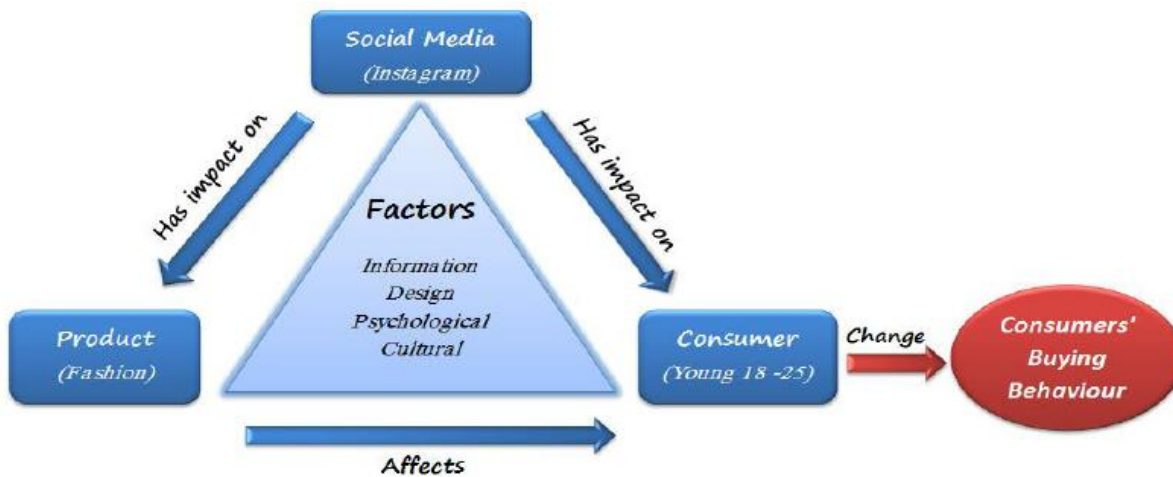 Social Media
(Instagram)
Has impact on
Has impact on
Factors
Information
Design
Psychological
Cultural
Product
(Fashion)
Consumer
(Young 18 -25)
Change
Consumers'
Buying
Behaviour
Affects